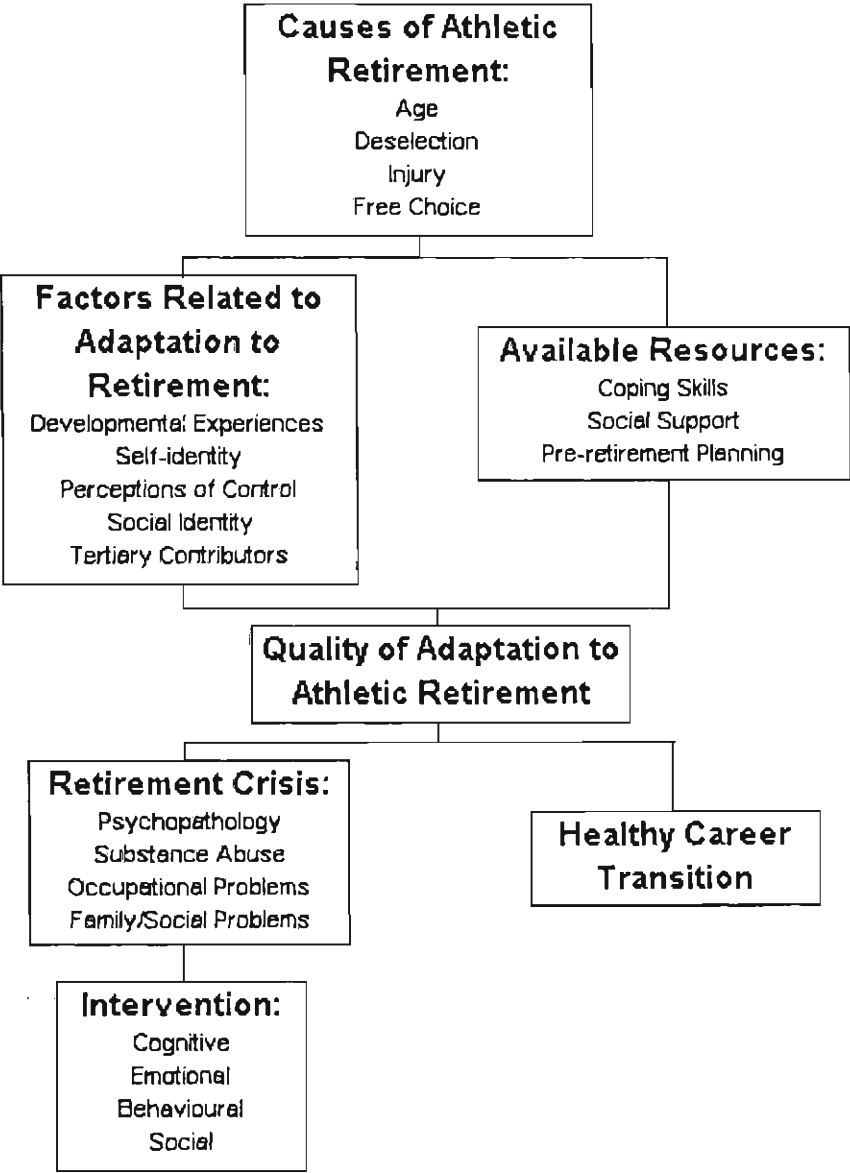 Causes of Athletic
Retirement:
Age
Deselection
Injury
Free Choice
Factors Related to
Adaptation to
Retirement:
Developmental Experiences
Self-identity
Perceptions of Control
Social Identity
Tertiary Contributors
Available Resources:
Coping Skills
Social Support
Pre-retirement Planning
Quality of Adaptation to
Athletic Retirement
Retirement Crisis:
Psychopathology
Substance Abuse
Occupational Problems
Family/Social Problems
Healthy Career
Transition
Intervention:
Cognitive
Emotional
Behavioural
Social